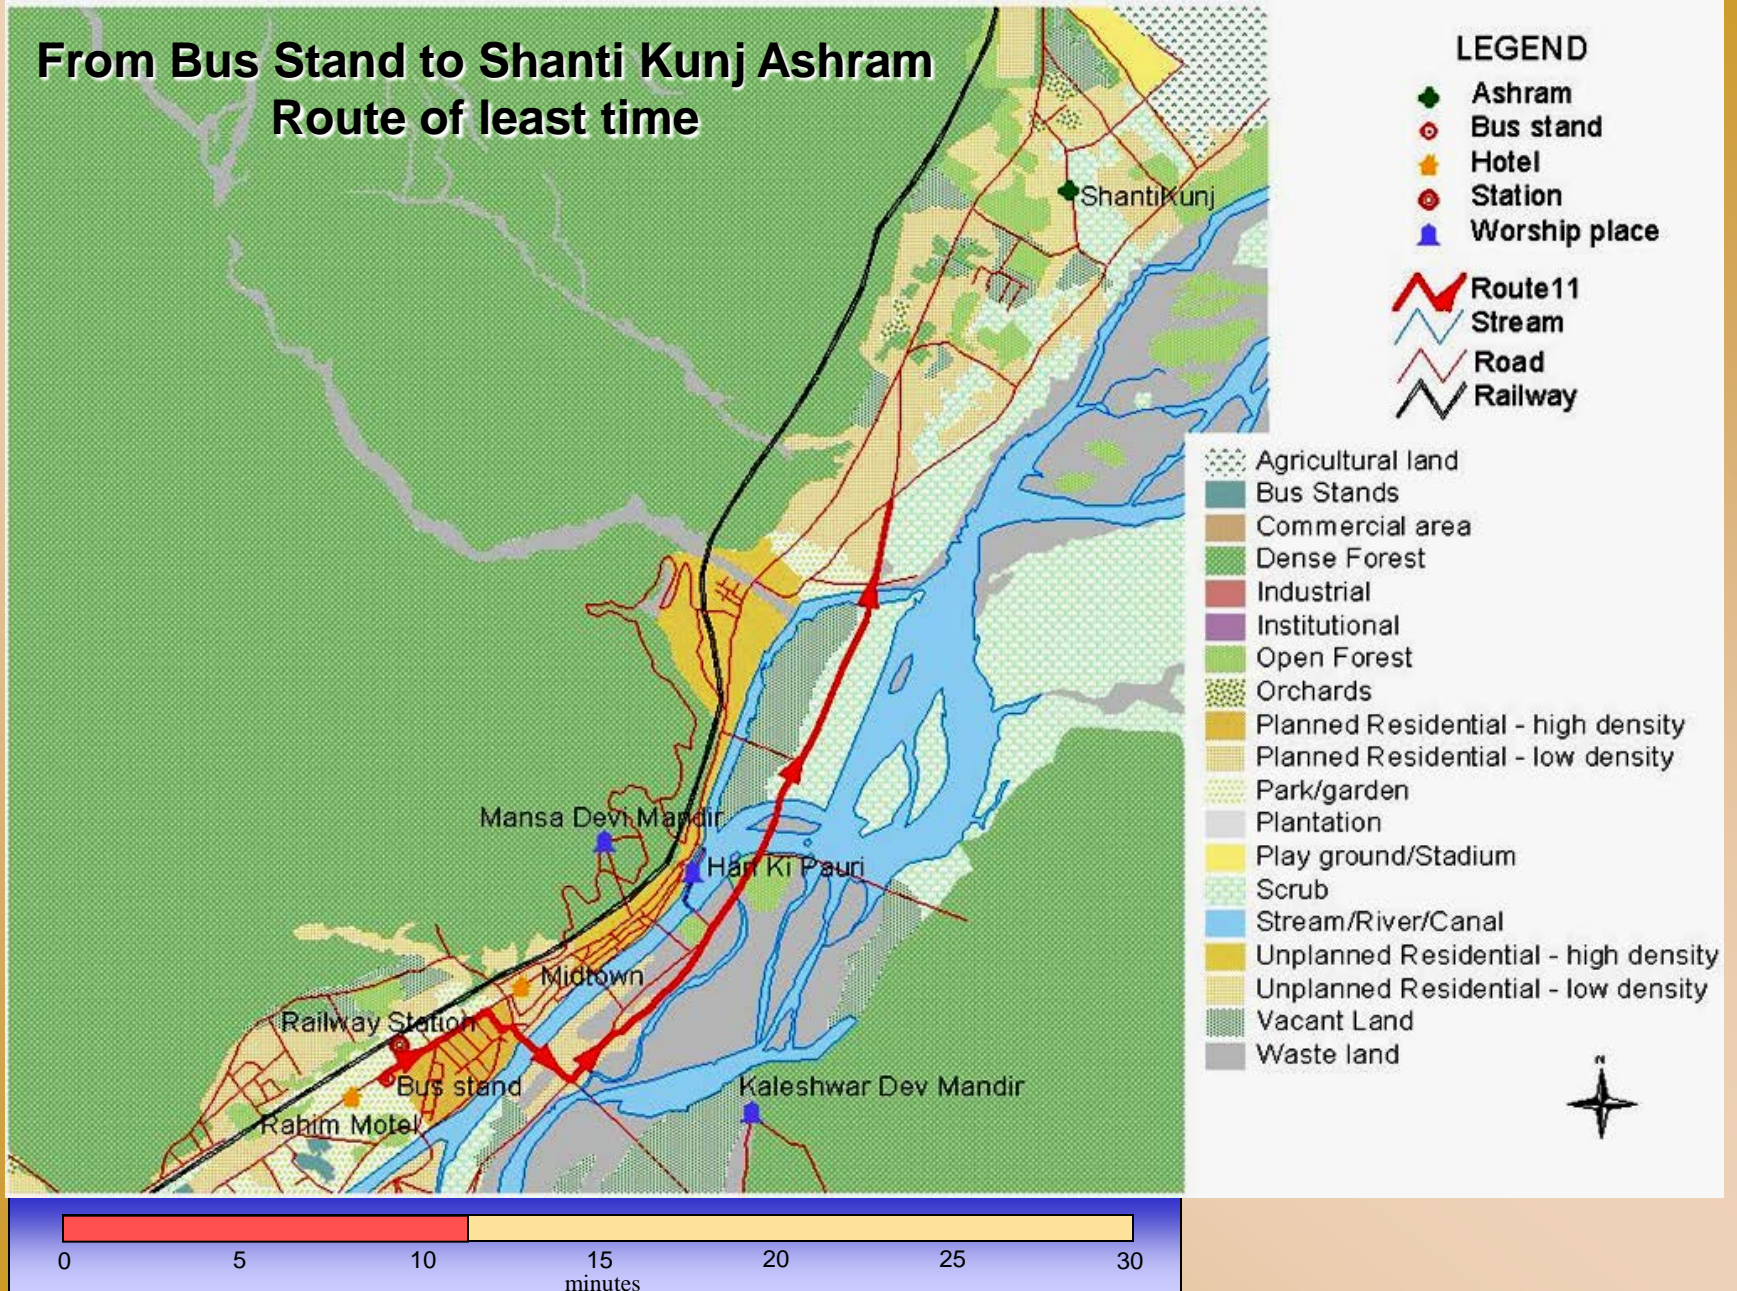 From Bus Stand to Shanti Kunj Ashram
Route of least time
ShantiKunj
Mansa Devi Mandir
Hari Ki Pauri
Midtown
Railway Station
Bus stand
Rahim Motel
Kaleshwar Dev Mandir
LEGEND
Ashram
Bus stand
Hotel
Station
Worship place
Route11
Stream
Road
Railway
Agricultural land
Bus Stands
Commercial area
Dense Forest
Industrial
Institutional
Open Forest
Orchards
Planned Residential - high density
Planned Residential - low density
Park/garden
Plantation
Play ground/Stadium
Scrub
Stream/River/Canal
Unplanned Residential - high density
Unplanned Residential - low density
Vacant Land
Waste land
N
0 5 10 15 20 25 30
minutes